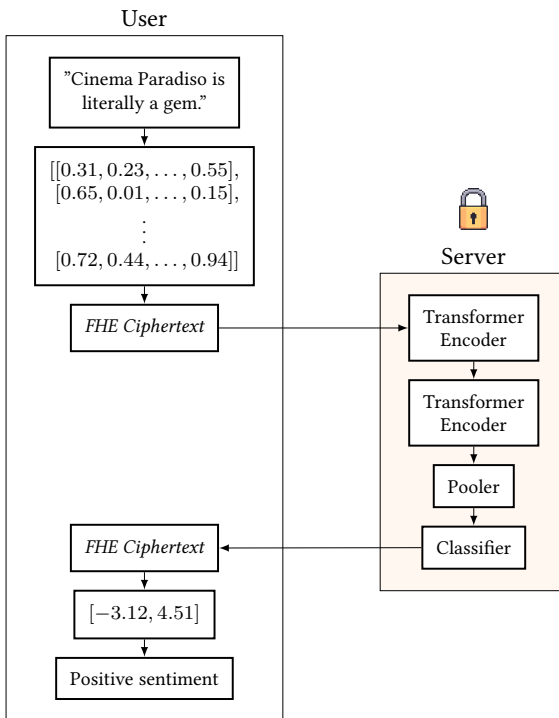 User
”Cinema Paradiso is
literally a gem.”
[[0.31, 0.23, . . . , 0.55],
[0.65, 0.01, . . . , 0.15],
⋮
[0.72, 0.44, . . . , 0.94]]
FHE Ciphertext
Server
Transformer
Encoder
Transformer
Encoder
Pooler
Classifier
FHE Ciphertext
[−3.12, 4.51]
Positive sentiment